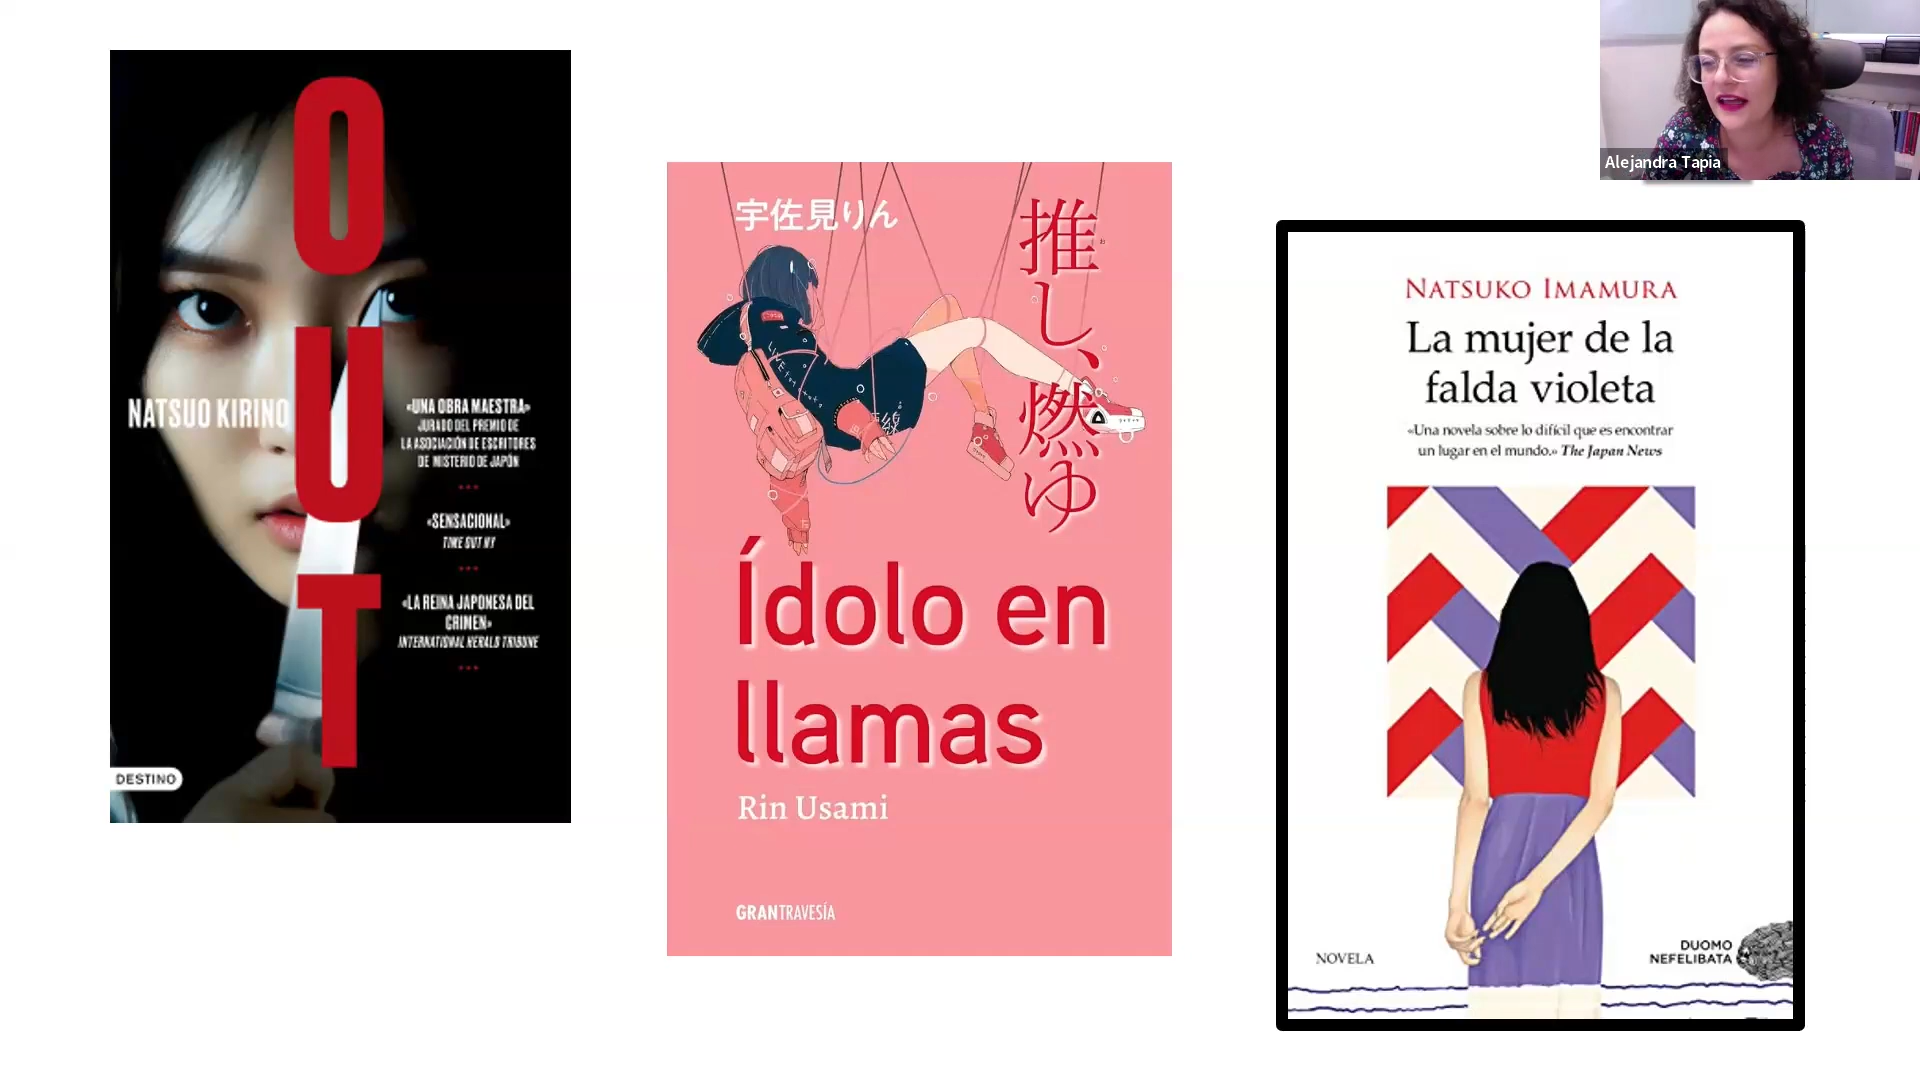 OUT
NATSUO KIRINO
«UNA OBRA MAESTRA»
JURADO DEL PREMIO DE
LA ASOCIACIÓN DE ESCRITORES
DE MISTERIO DE JAPÓN
«SENSACIONAL»
TIME OUT NY
«LA REINA JAPONESA DEL
CRIMEN»
INTERNATIONAL HERALD TRIBUNE
DESTINO
宇佐見りん
推し、燃ゆ
Ídolo en
llamas
Rin Usami
GRANTRAVESÍA
Alejandra Tapia
NATSUKO IMAMURA
La mujer de la
falda violeta
«Una novela sobre lo difícil que es encontrar
un lugar en el mundo.» The Japan News
NOVELA
DUOMO
NEFELIBATA